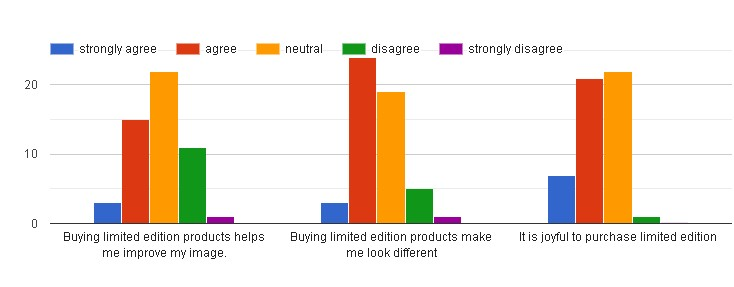 strongly agree agree neutral disagree strongly disagree
20
10
0
Buying limited edition products helps
me improve my image.
Buying limited edition products make
me look different
It is joyful to purchase limited edition